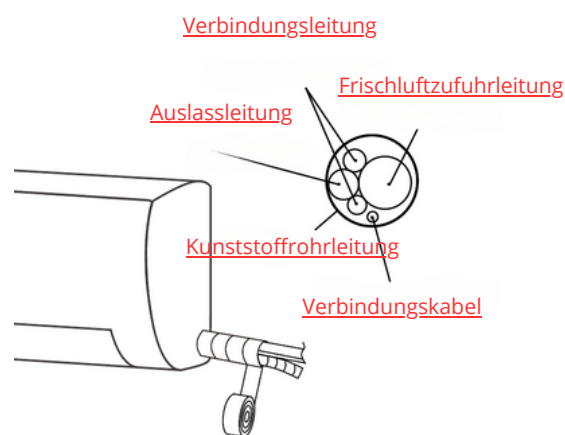 Verbindungsleitung
Frischluftzufuhrleitung
Auslassleitung
Kunststoffrohrleitung
Verbindungskabel